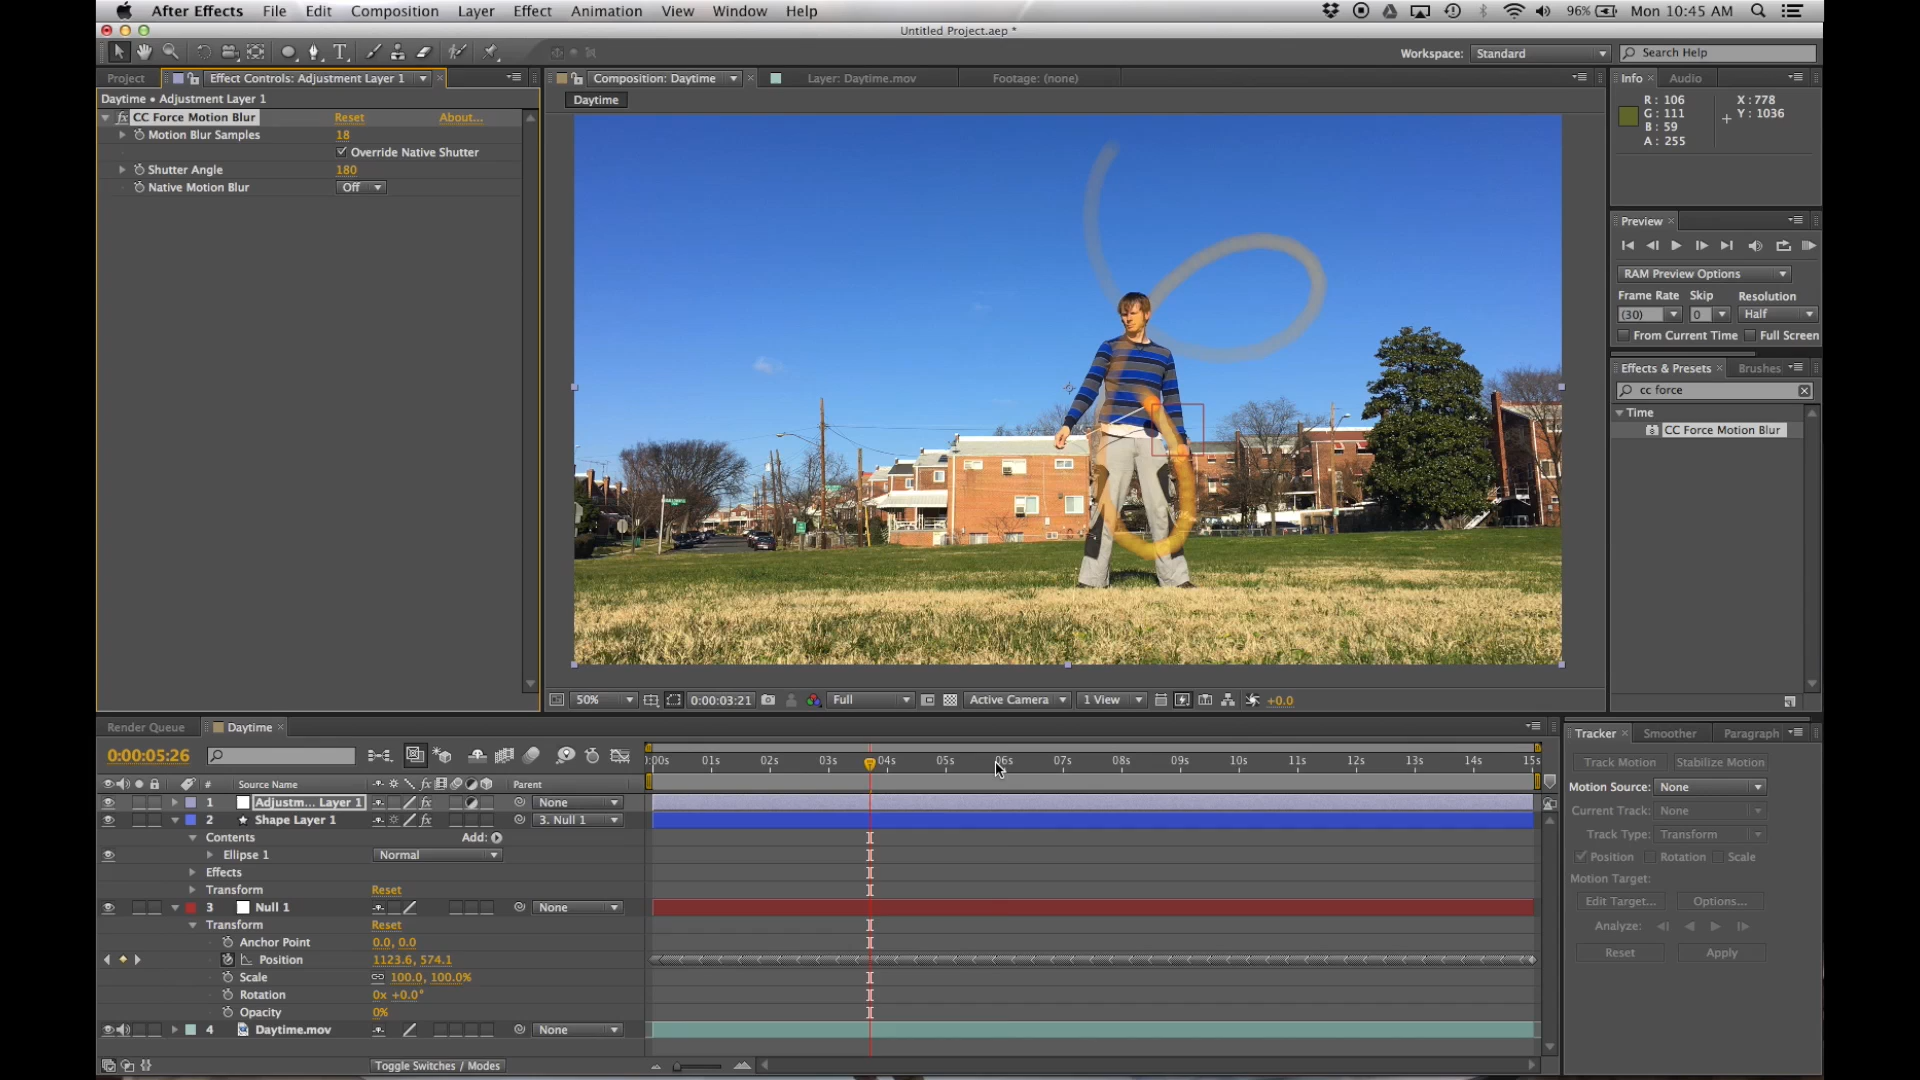 After Effects File Edit Composition Layer Effect Animation View Window Help 96% Mon 10:45 AM
Untitled Project.aep *
Workspace: Standard Search Help
Project Effect Controls: Adjustment Layer 1 Composition: Daytime Layer: Daytime.mov Footage: (none) Info Audio
Daytime • Adjustment Layer 1 Daytime
fx CC Force Motion Blur Reset About...
Motion Blur Samples 18
Override Native Shutter
Shutter Angle 180
Native Motion Blur Off
R: 106 X: 778
G: 111 Y: 1036
B: 59
A: 255
Preview
RAM Preview Options
Frame Rate Skip Resolution
(30) 0 Half
From Current Time Full Screen
Effects & Presets Brushes
cc force
Time
CC Force Motion Blur
50% 0:00:03:21 Full Active Camera 1 View +0.0
Render Queue Daytime
0:00:05:26
:00s 01s 02s 03s 04s 05s 06s 07s 08s 09s 10s 11s 12s 13s 14s 15s
# Source Name fx Parent
1 Adjustm... Layer 1 fx None
2 Shape Layer 1 fx 3. Null 1
Contents Add:
Ellipse 1 Normal
Effects
Transform Reset
3 Null 1 None
Transform Reset
Anchor Point 0.0, 0.0
Position 1123.6, 574.1
Scale 100.0, 100.0%
Rotation 0x +0.0°
Opacity 0%
4 Daytime.mov None
Toggle Switches / Modes
Tracker Smoother Paragraph
Track Motion Stabilize Motion
Motion Source: None
Current Track: None
Track Type: Transform
Position Rotation Scale
Motion Target:
Edit Target... Options...
Analyze:
Reset Apply